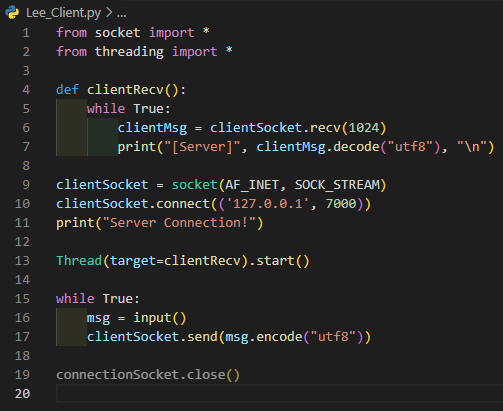 Lee_Client.py > ...
1 from socket import *
2 from threading import *
3
4 def clientRecv():
5     while True:
6         clientMsg = clientSocket.recv(1024)
7         print("[Server]", clientMsg.decode("utf8"), "\n")
8
9 clientSocket = socket(AF_INET, SOCK_STREAM)
10 clientSocket.connect(('127.0.0.1', 7000))
11 print("Server Connection!")
12
13 Thread(target=clientRecv).start()
14
15 while True:
16     msg = input()
17     clientSocket.send(msg.encode("utf8"))
18
19 connectionSocket.close()
20